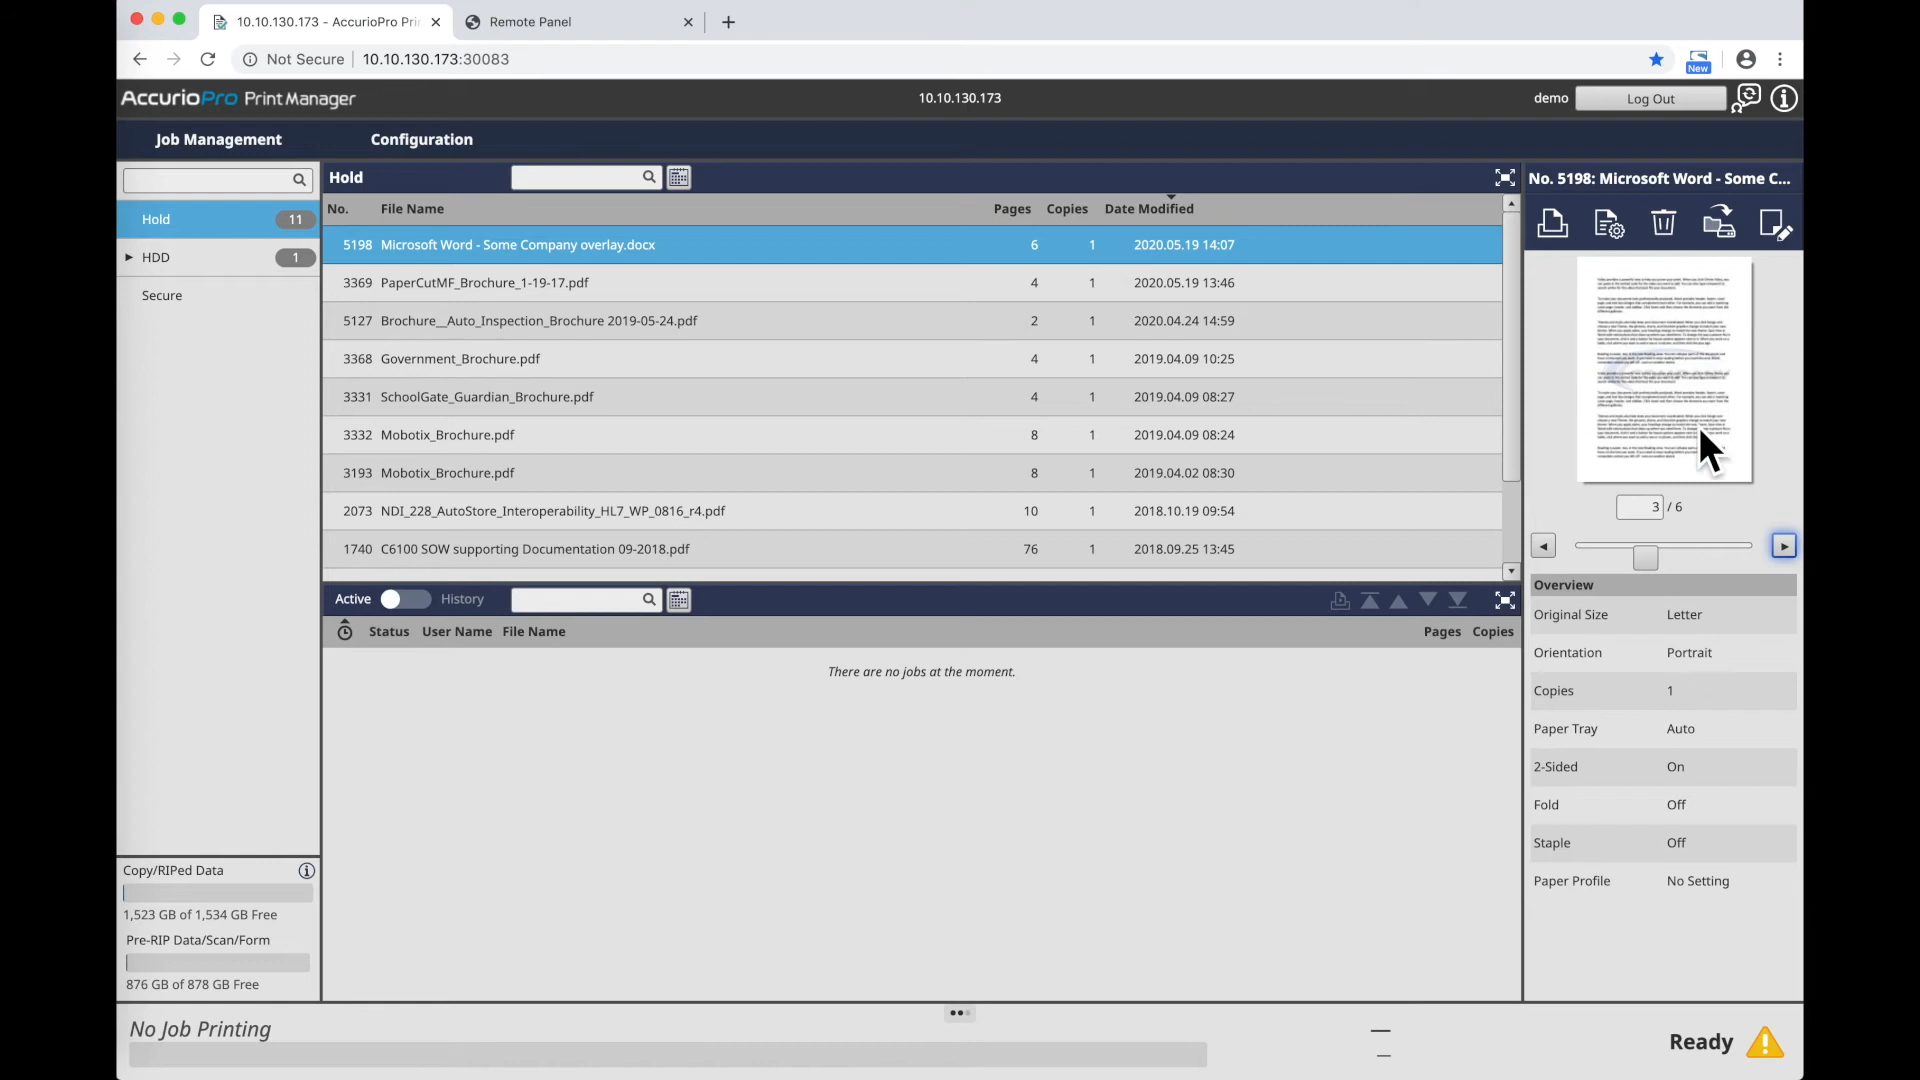 10.10.130.173 - AccurioPro Prin
Remote Panel
Not Secure 10.10.130.173:30083
New
AccurioPro Print Manager
10.10.130.173
demo
Log Out
Job Management
Configuration
Hold 11
HDD 1
Secure
Hold
No. File Name Pages Copies Date Modified
5198 Microsoft Word - Some Company overlay.docx 6 1 2020.05.19 14:07
3369 PaperCutMF_Brochure_1-19-17.pdf 4 1 2020.05.19 13:46
5127 Brochure__Auto_Inspection_Brochure 2019-05-24.pdf 2 1 2020.04.24 14:59
3368 Government_Brochure.pdf 4 1 2019.04.09 10:25
3331 SchoolGate_Guardian_Brochure.pdf 4 1 2019.04.09 08:27
3332 Mobotix_Brochure.pdf 8 1 2019.04.09 08:24
3193 Mobotix_Brochure.pdf 8 1 2019.04.02 08:30
2073 NDI_228_AutoStore_Interoperability_HL7_WP_0816_r4.pdf 10 1 2018.10.19 09:54
1740 C6100 SOW supporting Documentation 09-2018.pdf 76 1 2018.09.25 13:45
Active History
Status User Name File Name Pages Copies
There are no jobs at the moment.
No. 5198: Microsoft Word - Some C...
3 / 6
Overview
Original Size Letter
Orientation Portrait
Copies 1
Paper Tray Auto
2-Sided On
Fold Off
Staple Off
Paper Profile No Setting
Copy/RIPed Data
1,523 GB of 1,534 GB Free
Pre-RIP Data/Scan/Form
876 GB of 878 GB Free
No Job Printing
Ready